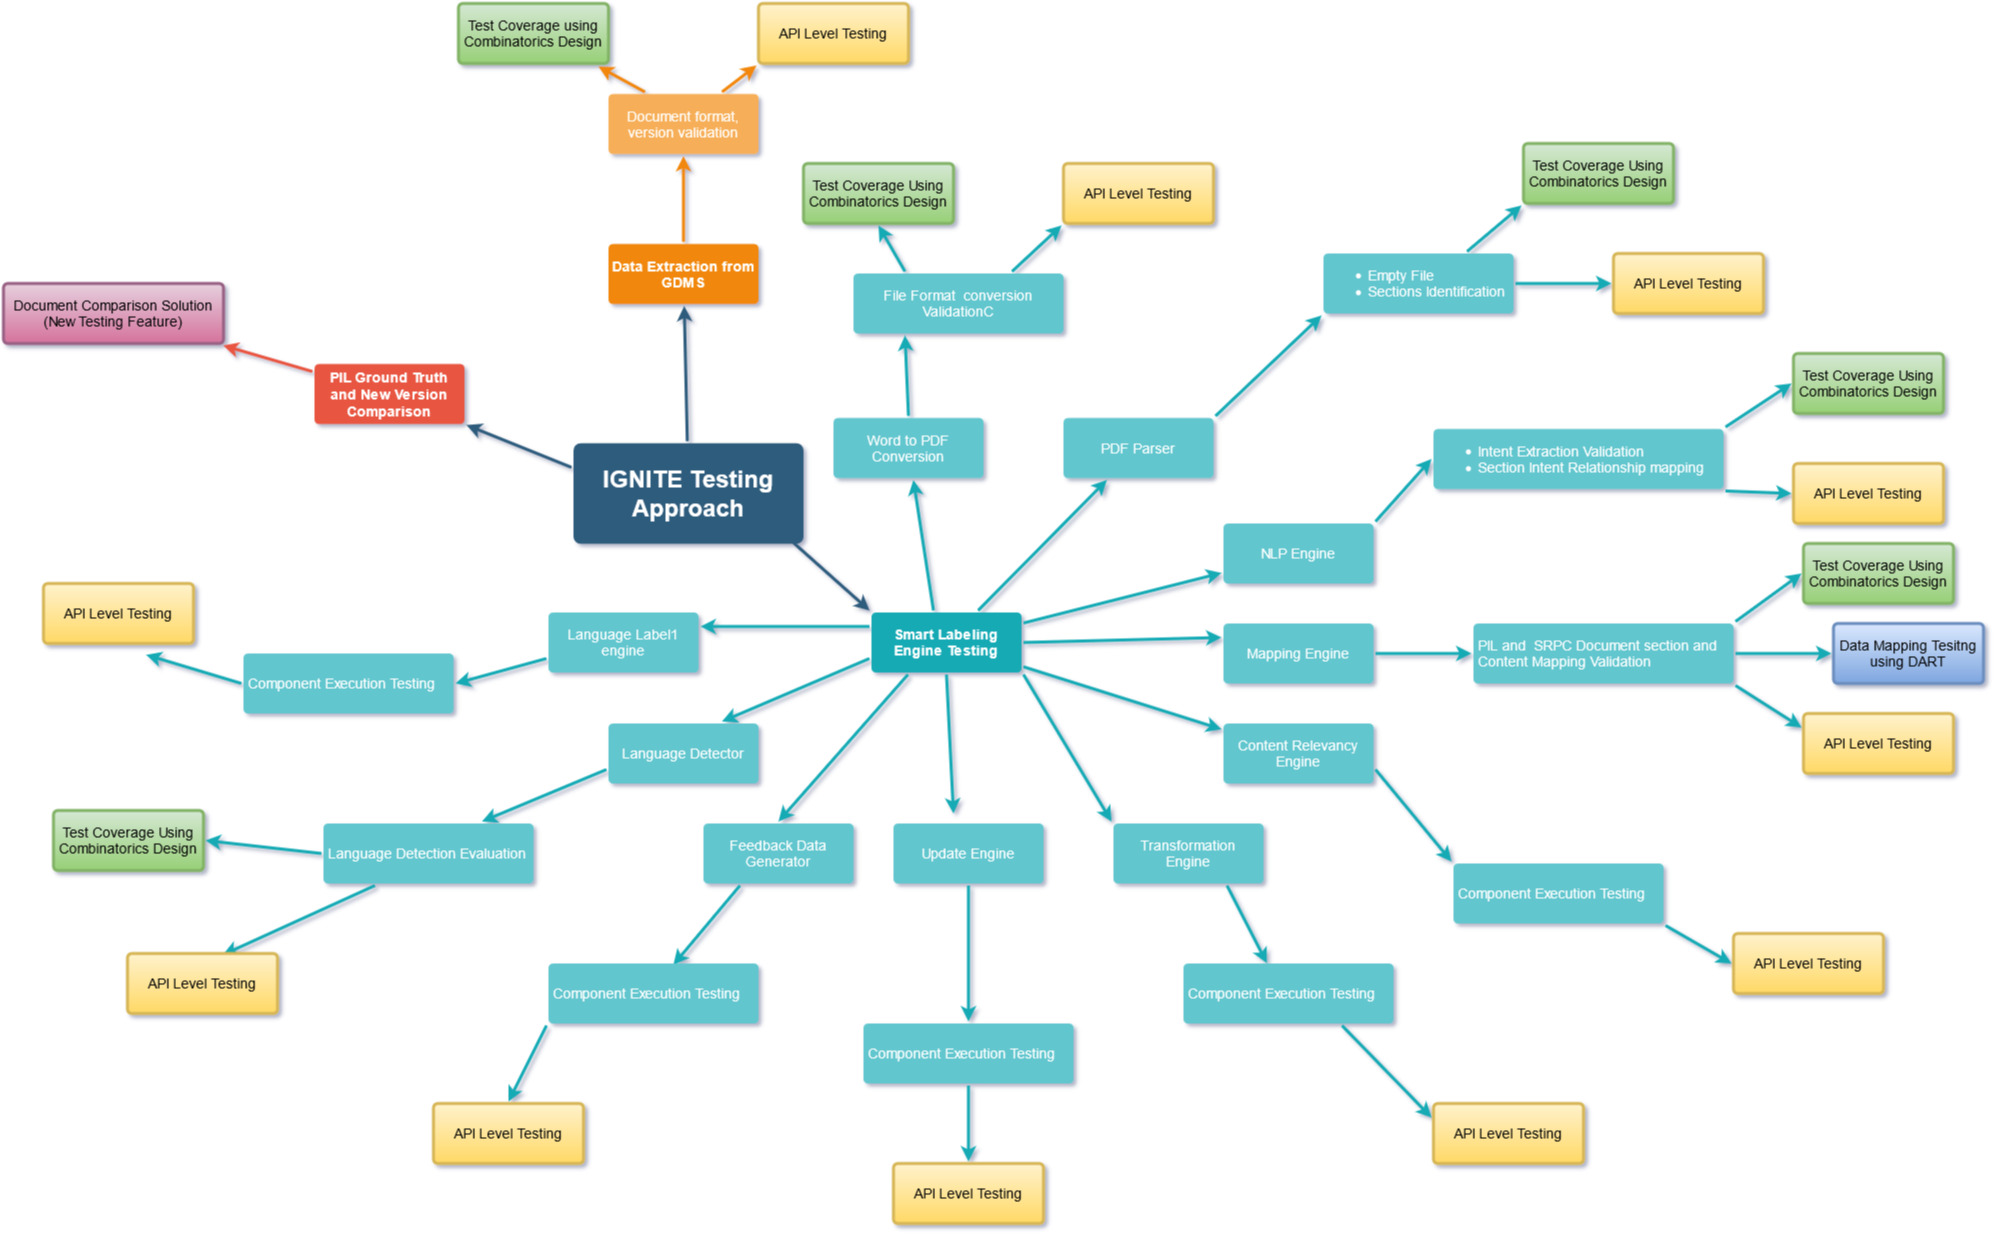 Test Coverage using
Combinatorics Design
API Level Testing
Document format,
version validation
Test Coverage Using
Combinatorics Design
API Level Testing
Test Coverage Using
Combinatorics Design
Data Extraction from
GDMS
File Format  conversion
ValidationC
• Empty File
• Sections Identification
API Level Testing
Document Comparison Solution
(New Testing Feature)
PIL Ground Truth
and New Version
Comparison
Test Coverage Using
Combinatorics Design
IGNITE Testing
Approach
Word to PDF
Conversion
PDF Parser
• Intent Extraction Validation
• Section Intent Relationship mapping
API Level Testing
NLP Engine
Test Coverage Using
Combinatorics Design
API Level Testing
Language Label1
engine
Smart Labeling
Engine Testing
Mapping Engine
PIL and  SRPC Document section and
Content Mapping Validation
Data Mapping Tesitng
using DART
Component Execution Testing
Language Detector
Content Relevancy
Engine
API Level Testing
Test Coverage Using
Combinatorics Design
Language Detection Evaluation
Feedback Data
Generator
Update Engine
Transformation
Engine
Component Execution Testing
API Level Testing
Component Execution Testing
Component Execution Testing
API Level Testing
Component Execution Testing
API Level Testing
API Level Testing
API Level Testing